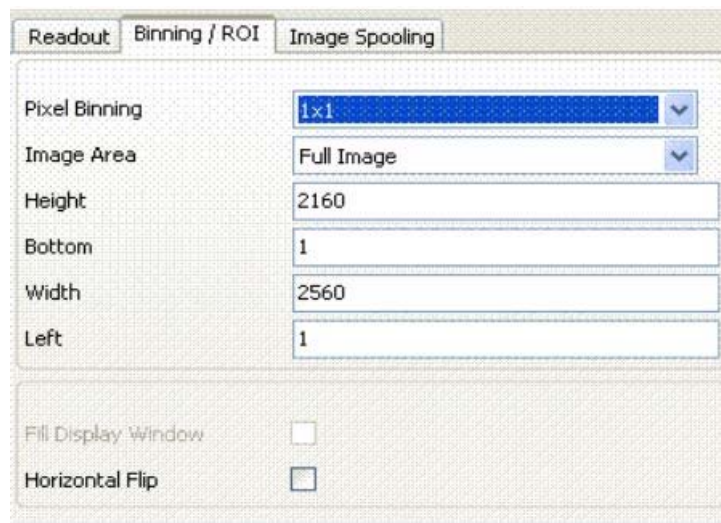 Readout Binning / ROI Image Spooling
Pixel Binning 1x1
Image Area Full Image
Height 2160
Bottom 1
Width 2560
Left 1
Fill Display Window
Horizontal Flip